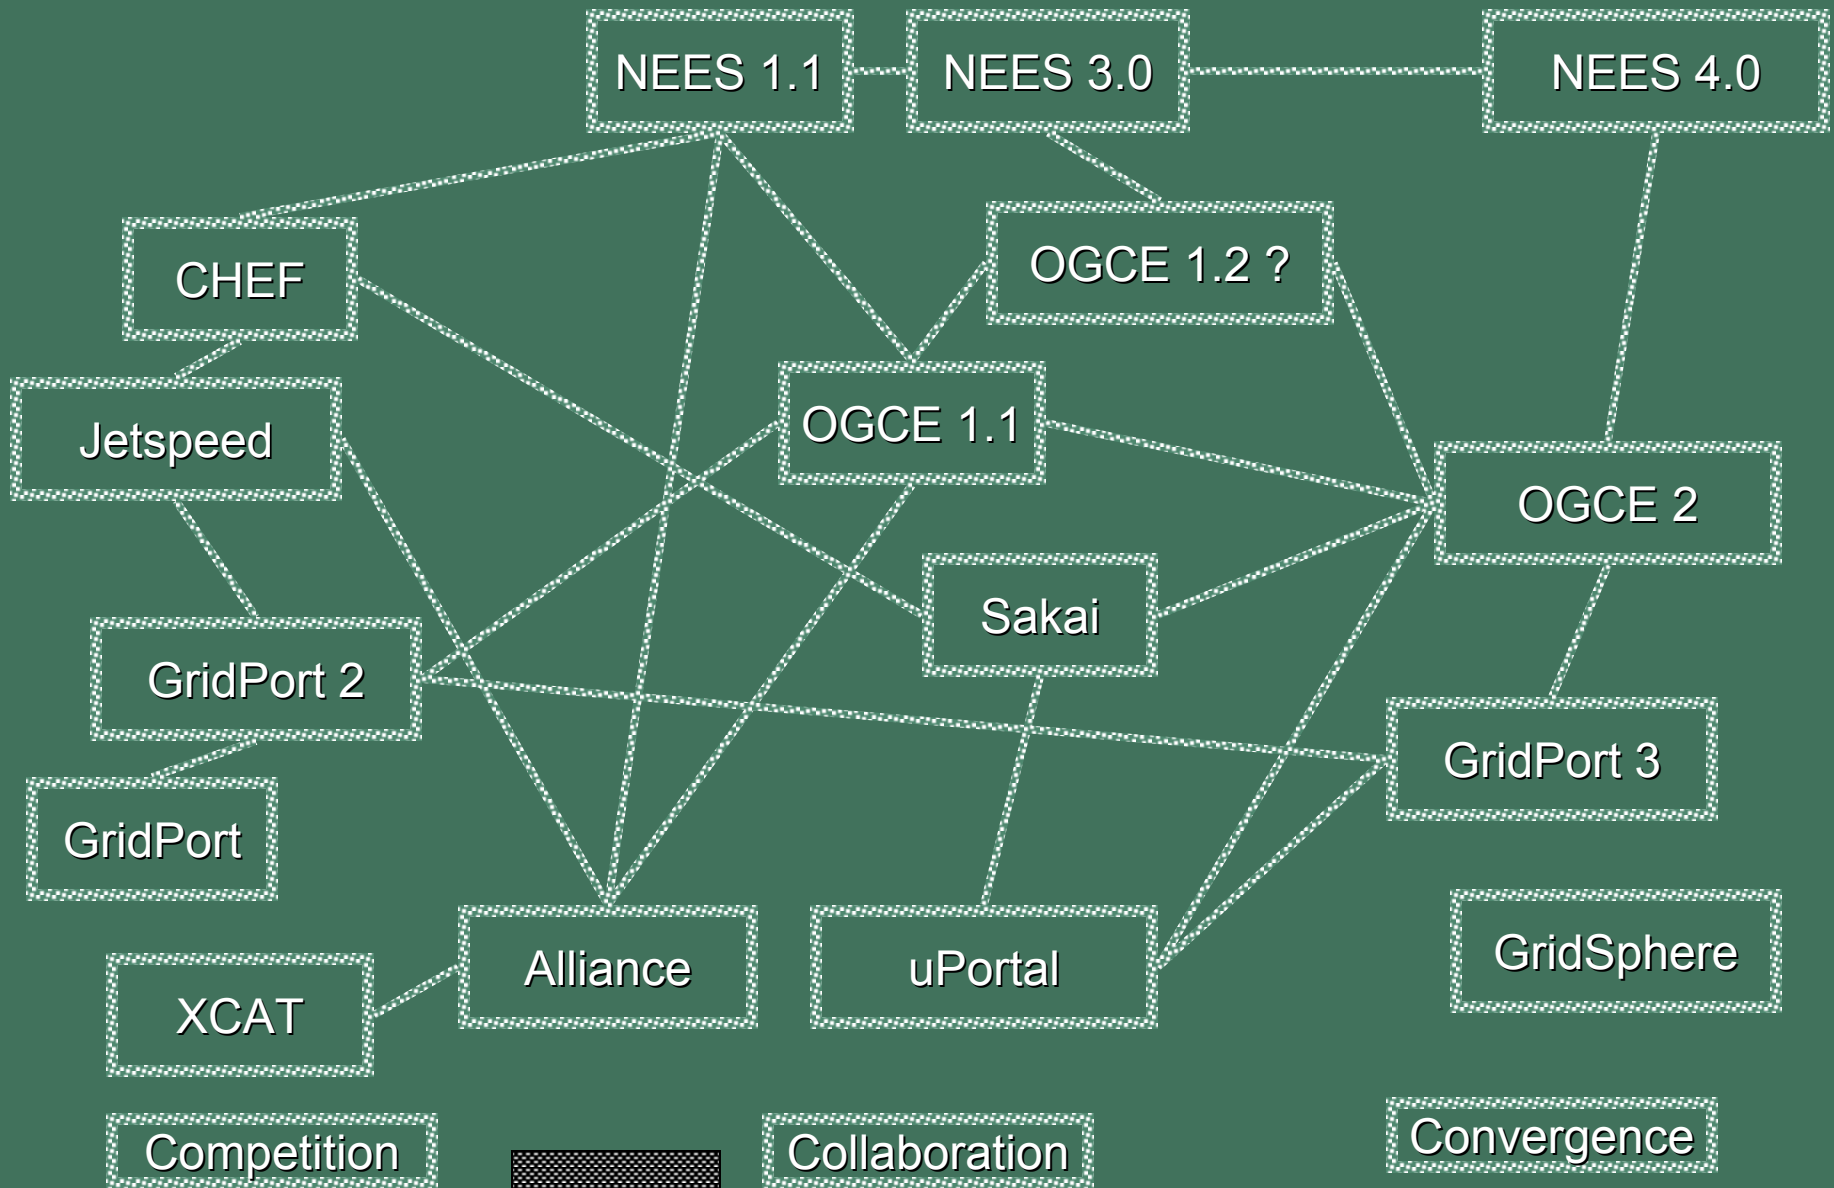 NEES 1.1
NEES 3.0
NEES 4.0
CHEF
OGCE 1.2 ?
Jetspeed
OGCE 1.1
OGCE 2
Sakai
GridPort 2
GridPort 3
GridPort
Alliance
uPortal
GridSphere
XCAT
Competition
Collaboration
Convergence